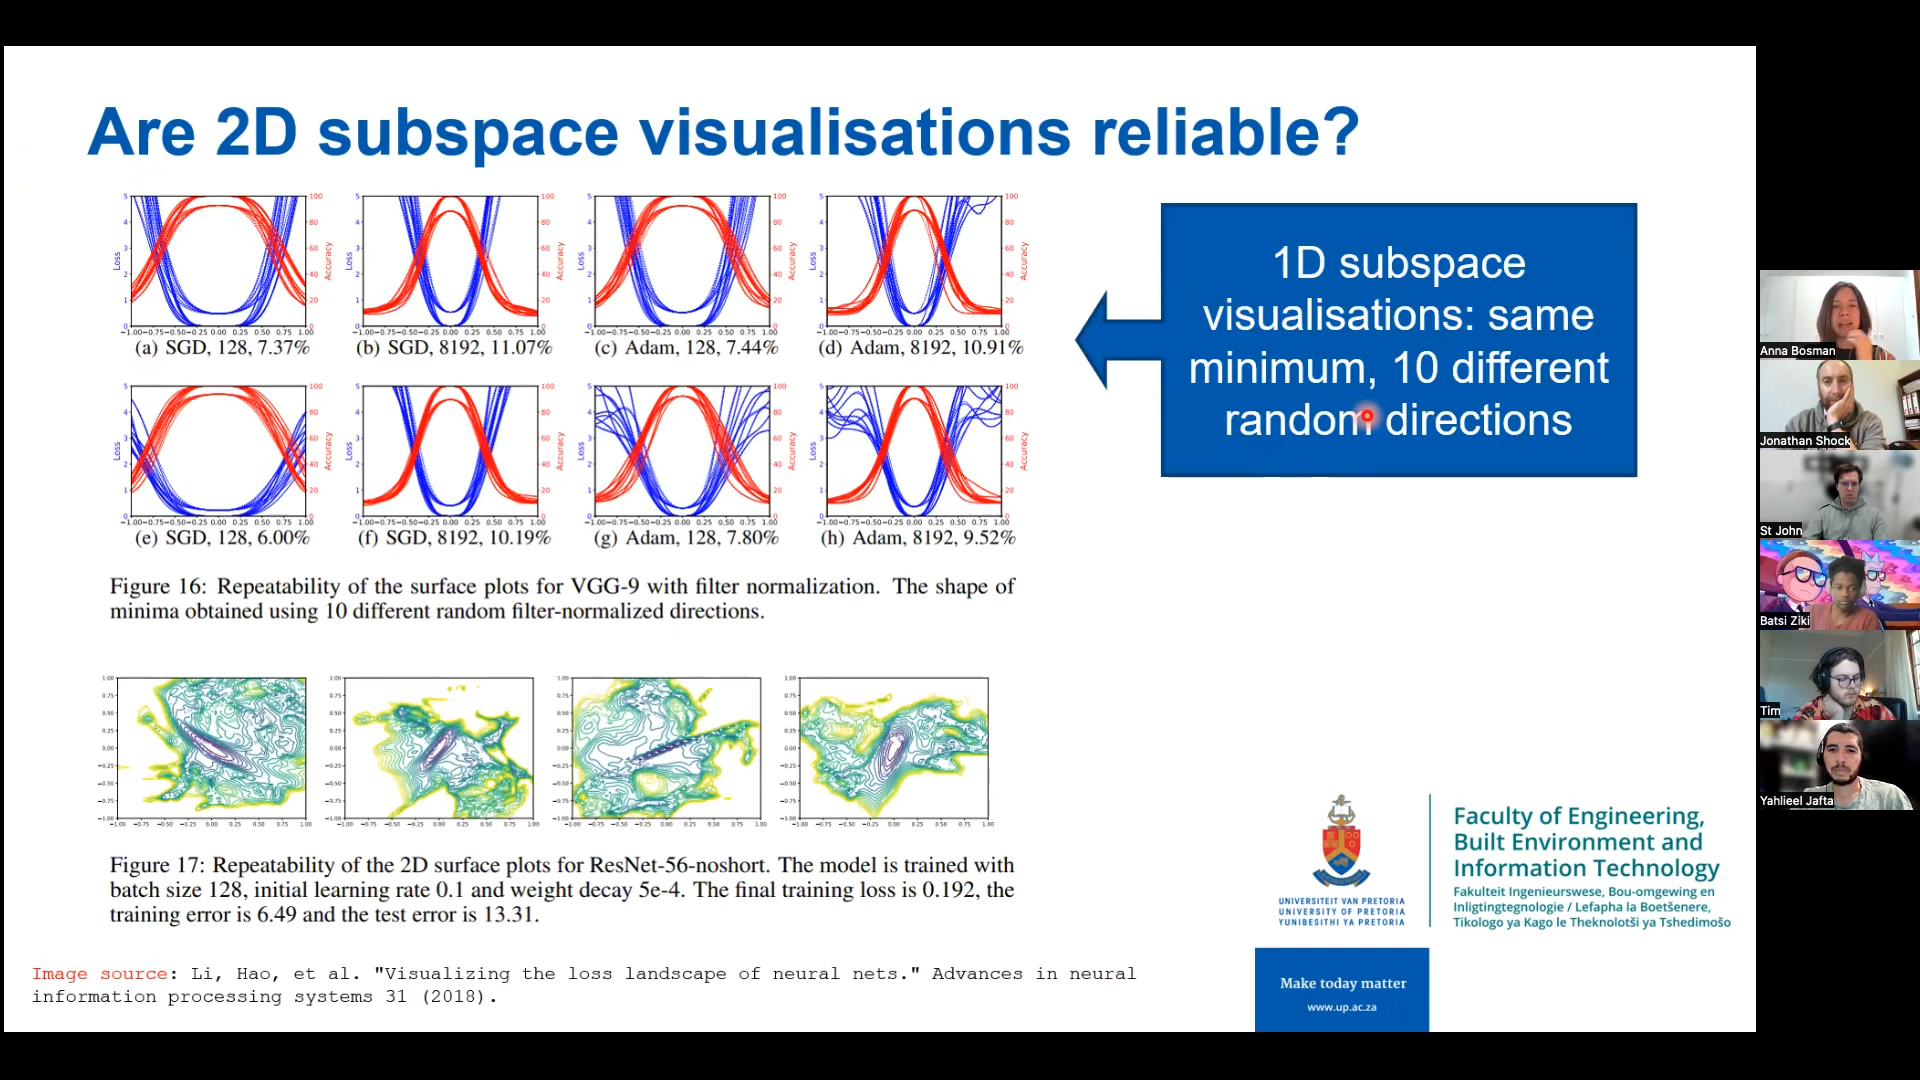 Are 2D subspace visualisations reliable?
Loss
Accuracy
(a) SGD, 128, 7.37%
(b) SGD, 8192, 11.07%
(c) Adam, 128, 7.44%
(d) Adam, 8192, 10.91%
(e) SGD, 128, 6.00%
(f) SGD, 8192, 10.19%
(g) Adam, 128, 7.80%
(h) Adam, 8192, 9.52%
Figure 16: Repeatability of the surface plots for VGG-9 with filter normalization. The shape of
minima obtained using 10 different random filter-normalized directions.
1D subspace
visualisations: same
minimum, 10 different
random directions
Figure 17: Repeatability of the 2D surface plots for ResNet-56-noshort. The model is trained with
batch size 128, initial learning rate 0.1 and weight decay 5e-4. The final training loss is 0.192, the
training error is 6.49 and the test error is 13.31.
Image source: Li, Hao, et al. "Visualizing the loss landscape of neural nets." Advances in neural
information processing systems 31 (2018).
UNIVERSITEIT VAN PRETORIA
UNIVERSITY OF PRETORIA
YUNIBESITHI YA PRETORIA
Faculty of Engineering,
Built Environment and
Information Technology
Fakulteit Ingenieurswese, Bou-omgewing en
Inligtingtegnologie / Lefapha la Boetšenere,
Tikologo ya Kago le Theknolotši ya Tshedimošo
Make today matter
www.up.ac.za
Anna Bosman
Jonathan Shock
St John
Batsi Ziki
Tim
Yahlieel Jafta